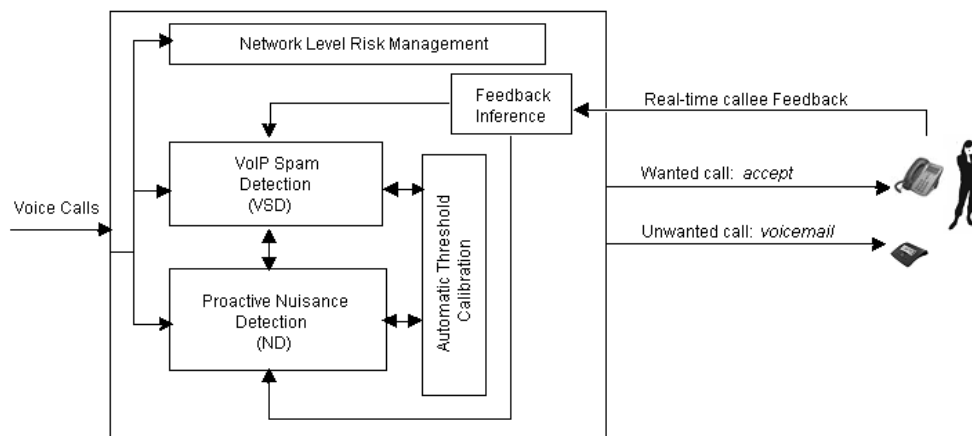 Network Level Risk Management
Feedback
Inference
Real-time callee Feedback
VoIP Spam
Detection
(VSD)
Wanted call: accept
Voice Calls
Unwanted call: voicemail
Automatic Threshold
Calibration
Proactive Nuisance
Detection
(ND)